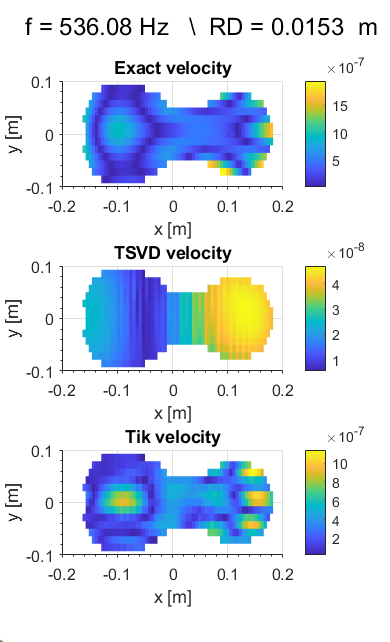 f = 536.08 Hz \ RD = 0.0153 m
Exact velocity
×10⁻⁷
0.1
0
-0.1
y [m]
-0.2 -0.1 0 0.1 0.2
x [m]
15
10
5
TSVD velocity
×10⁻⁸
0.1
0
-0.1
y [m]
-0.2 -0.1 0 0.1 0.2
x [m]
4
3
2
1
Tik velocity
×10⁻⁷
0.1
0
-0.1
y [m]
-0.2 -0.1 0 0.1 0.2
x [m]
10
8
6
4
2